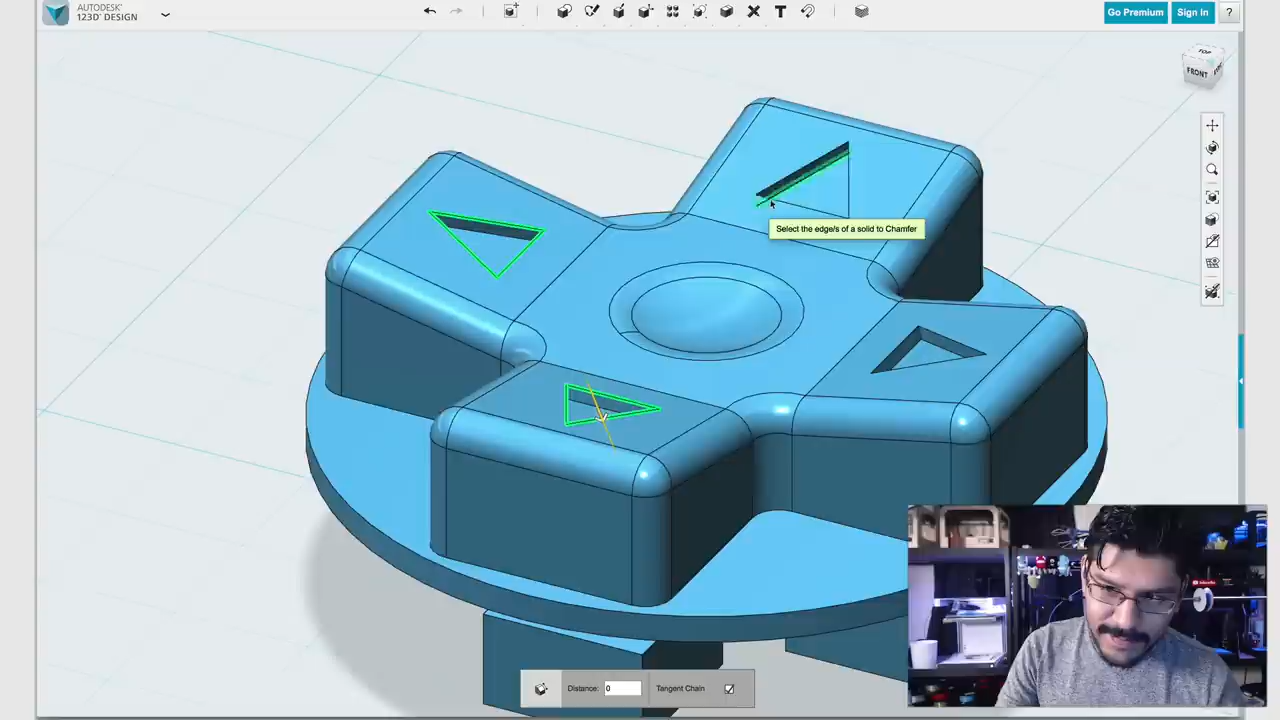 AUTODESK®
123D® DESIGN
Go Premium
Sign In
?
TOP
FRONT
Select the edge/s of a solid to Chamfer
Distance: 0
Tangent Chain